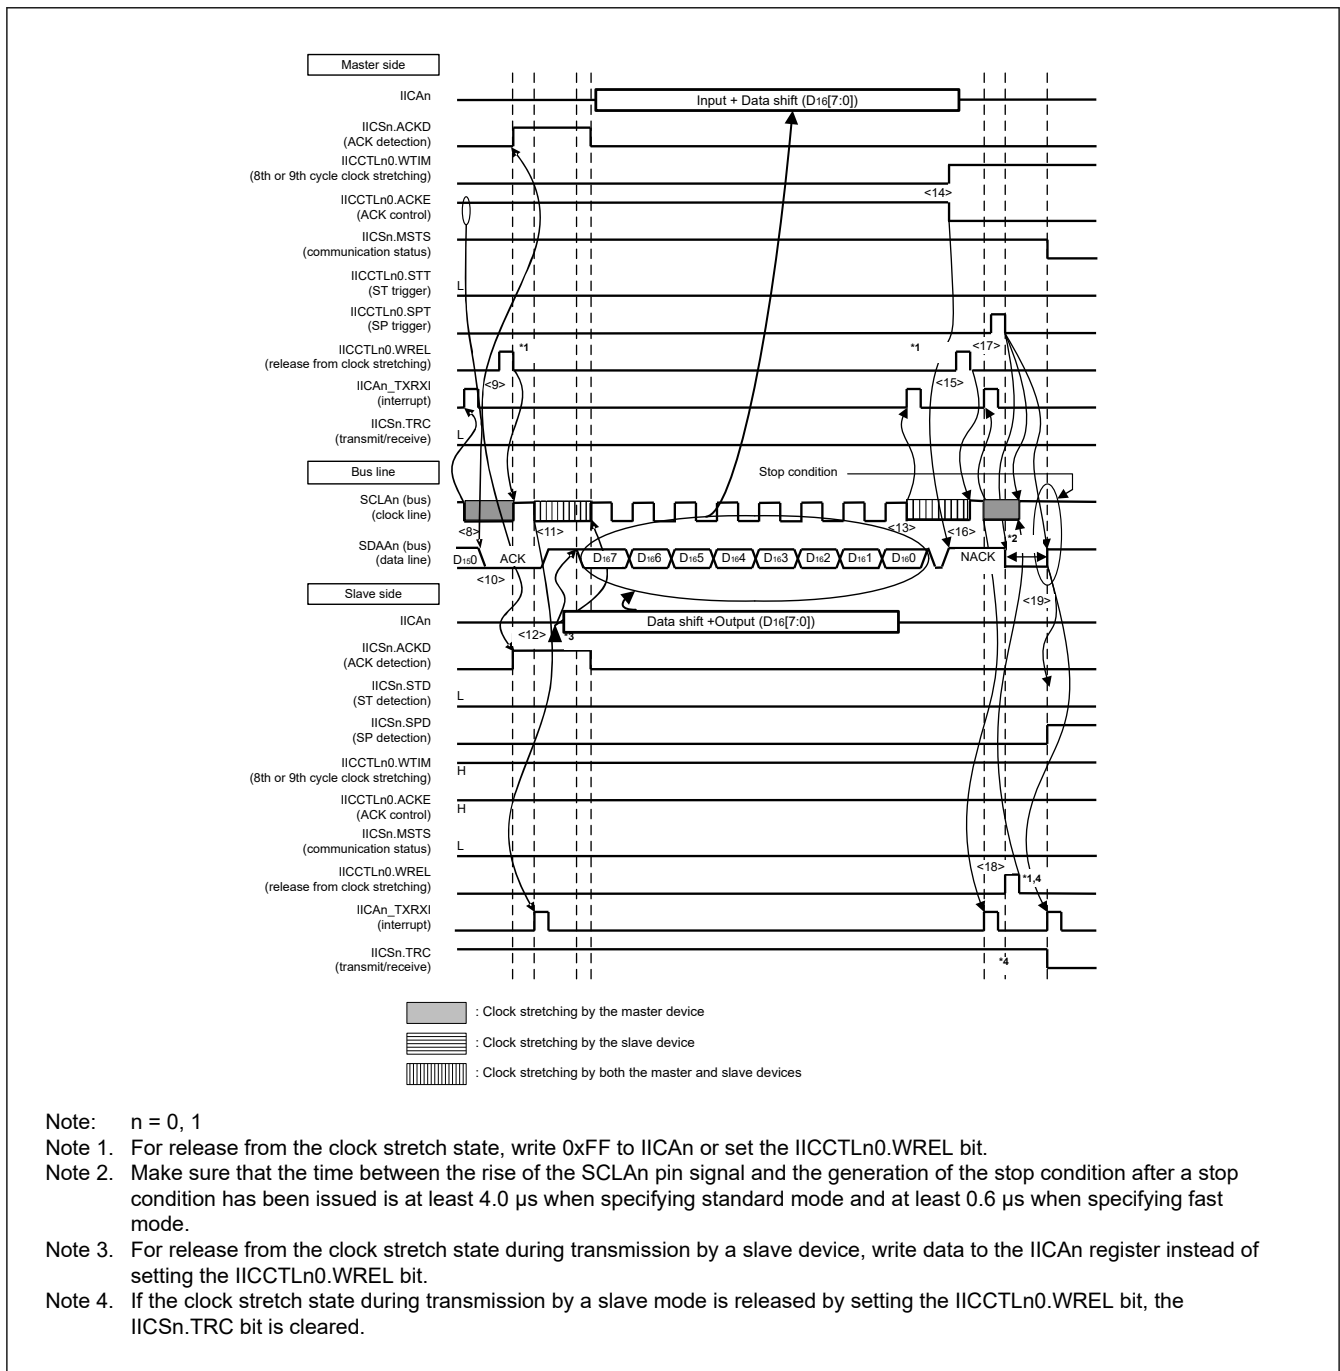 Master side
IICAn
Input + Data shift (D16[7:0])
IICSn.ACKD
(ACK detection)
IICCTLn0.WTIM
(8th or 9th cycle clock stretching)
<14>
IICCTLn0.ACKE
(ACK control)
IICSn.MSTS
(communication status)
IICCTLn0.STT
(ST trigger)
L
IICCTLn0.SPT
(SP trigger)
IICCTLn0.WREL
(release from clock stretching)
*1
*1
<17>
<9>
<15>
IICAn_TXRXI
(interrupt)
IICSn.TRC
(transmit/receive)
L
Bus line
Stop condition
SCLAn (bus)
(clock line)
<8>
<11>
<13>
<16>
SDAAn (bus)
(data line)
*2
D150
ACK
D167
D166
D165
D164
D163
D162
D161
D160
NACK
<10>
<19>
Slave side
IICAn
<12>
*3
Data shift +Output (D16[7:0])
IICSn.ACKD
(ACK detection)
IICSn.STD
(ST detection)
L
IICSn.SPD
(SP detection)
IICCTLn0.WTIM
(8th or 9th cycle clock stretching)
H
IICCTLn0.ACKE
(ACK control)
H
IICSn.MSTS
(communication status)
L
IICCTLn0.WREL
(release from clock stretching)
<18>
*1,4
IICAn_TXRXI
(interrupt)
IICSn.TRC
(transmit/receive)
*4
: Clock stretching by the master device
: Clock stretching by the slave device
: Clock stretching by both the master and slave devices
Note: n = 0, 1
Note 1. For release from the clock stretch state, write 0xFF to IICAn or set the IICCTLn0.WREL bit.
Note 2. Make sure that the time between the rise of the SCLAn pin signal and the generation of the stop condition after a stop
condition has been issued is at least 4.0 µs when specifying standard mode and at least 0.6 µs when specifying fast
mode.
Note 3. For release from the clock stretch state during transmission by a slave device, write data to the IICAn register instead of
setting the IICCTLn0.WREL bit.
Note 4. If the clock stretch state during transmission by a slave mode is released by setting the IICCTLn0.WREL bit, the
IICSn.TRC bit is cleared.